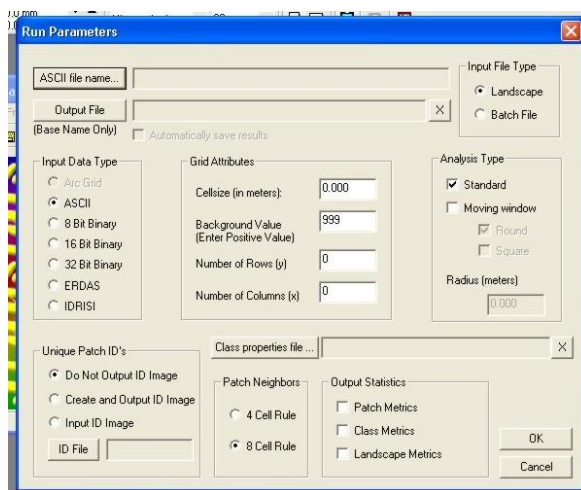 Run Parameters
ASCII file name...
Output File
X
(Base Name Only)
Automatically save results
Input File Type
Landscape
Batch File
Input Data Type
Arc Grid
ASCII
8 Bit Binary
16 Bit Binary
32 Bit Binary
ERDAS
IDRISI
Grid Attributes
Cellsize (in meters):
0.000
Background Value
(Enter Positive Value)
999
Number of Rows (y)
0
Number of Columns (x)
0
Analysis Type
Standard
Moving window
Round
Square
Radius (meters)
0.000
Class properties file ...
X
Unique Patch ID's
Do Not Output ID Image
Create and Output ID Image
Input ID Image
ID File
Patch Neighbors
4 Cell Rule
8 Cell Rule
Output Statistics
Patch Metrics
Class Metrics
Landscape Metrics
OK
Cancel